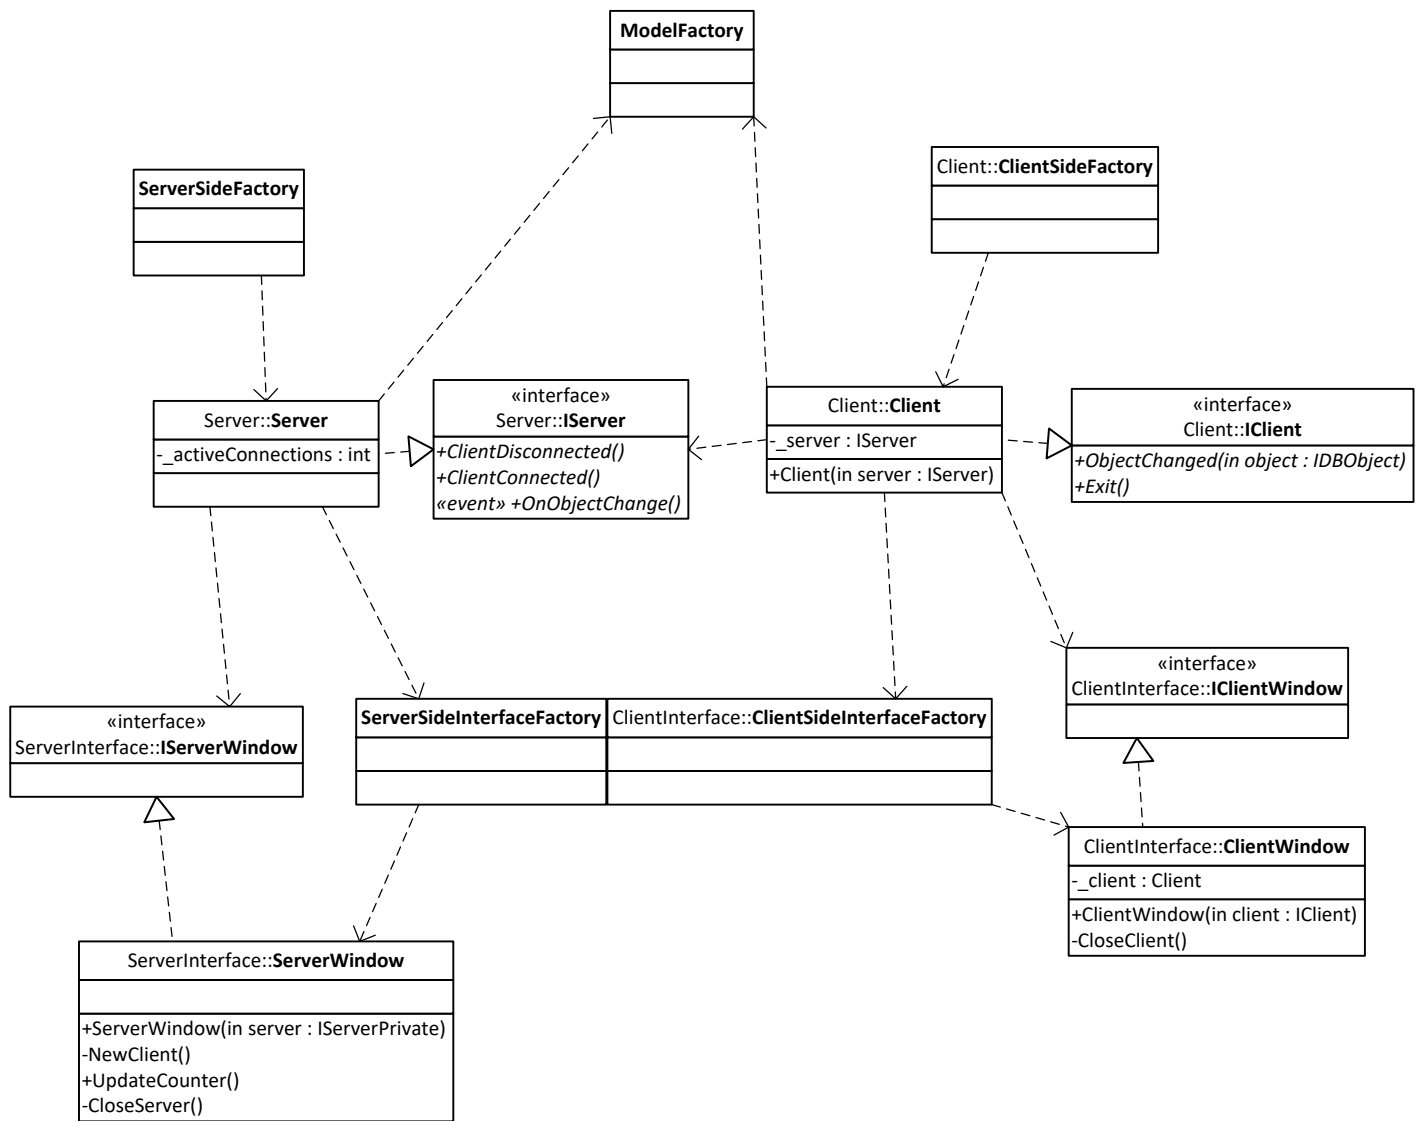 ModelFactory
Client::ClientSideFactory
ServerSideFactory
«interface»
Server::IServer
+ClientDisconnected()
+ClientConnected()
«event» +OnObjectChange()
Client::Client
-_server : IServer
+Client(in server : IServer)
«interface»
Client::IClient
+ObjectChanged(in object : IDBObject)
+Exit()
Server::Server
-_activeConnections : int
«interface»
ClientInterface::IClientWindow
ServerSideInterfaceFactory
ClientInterface::ClientSideInterfaceFactory
«interface»
ServerInterface::IServerWindow
ClientInterface::ClientWindow
-_client : Client
+ClientWindow(in client : IClient)
-CloseClient()
ServerInterface::ServerWindow
+ServerWindow(in server : IServerPrivate)
-NewClient()
+UpdateCounter()
-CloseServer()